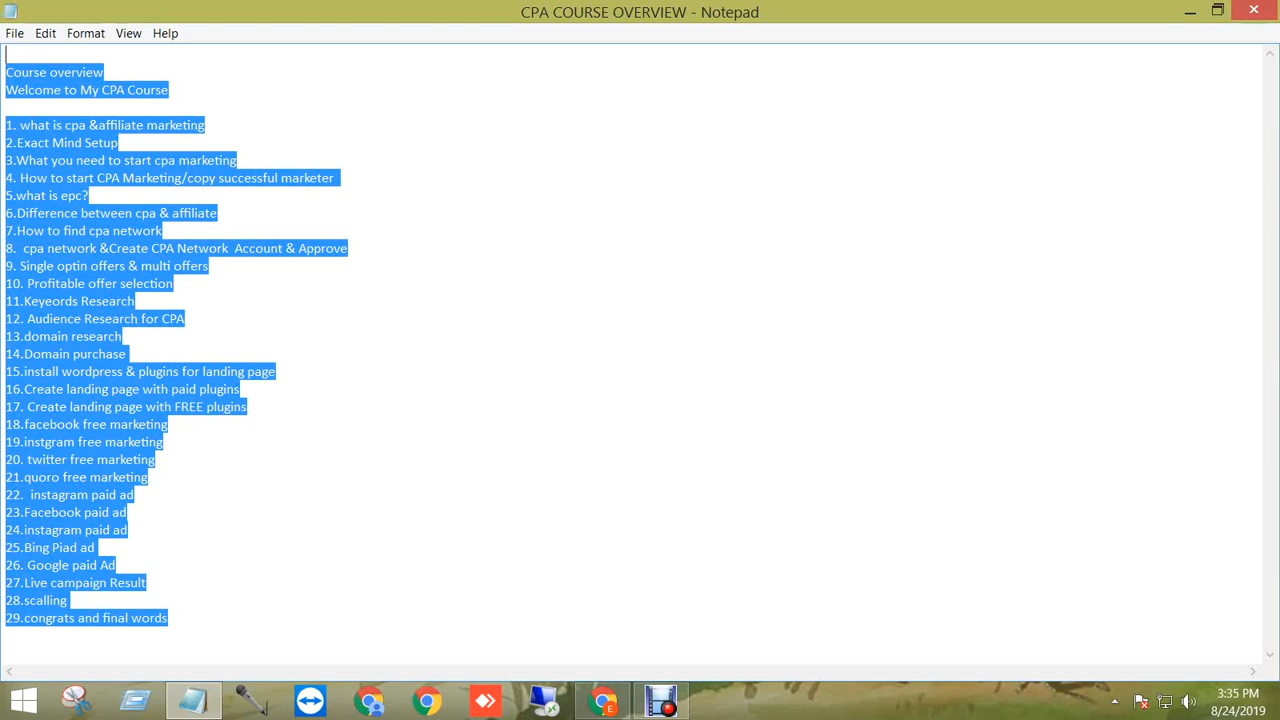 CPA COURSE OVERVIEW - Notepad
File Edit Format View Help
Course overview
Welcome to My CPA Course
1. what is cpa &affiliate marketing
2.Exact Mind Setup
3.What you need to start cpa marketing
4. How to start CPA Marketing/copy successful marketer
5.what is epc?
6.Difference between cpa & affiliate
7.How to find cpa network
8.  cpa network &Create CPA Network  Account & Approve
9. Single optin offers & multi offers
10. Profitable offer selection
11.Keyeords Research
12. Audience Research for CPA
13.domain research
14.Domain purchase
15.install wordpress & plugins for landing page
16.Create landing page with paid plugins
17. Create landing page with FREE plugins
18.facebook free marketing
19.instgram free marketing
20. twitter free marketing
21.quoro free marketing
22.  instagram paid ad
23.Facebook paid ad
24.instagram paid ad
25.Bing Piad ad
26. Google paid Ad
27.Live campaign Result
28.scalling
29.congrats and final words
E
3:35 PM
8/24/2019